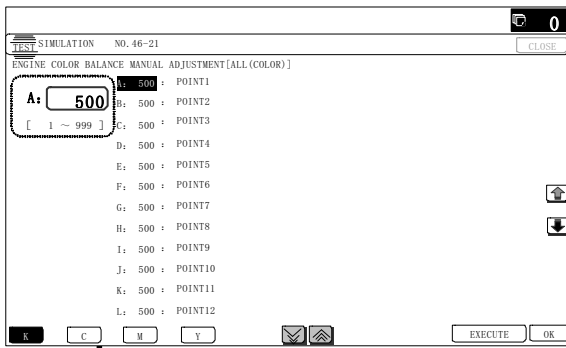 0
TEST SIMULATION NO.46-21
CLOSE
ENGINE COLOR BALANCE MANUAL ADJUSTMENT[ALL(COLOR)]
A: 500
[ 1 ~ 999 ]
A: 500 : POINT1
B: 500 : POINT2
C: 500 : POINT3
D: 500 : POINT4
E: 500 : POINT5
F: 500 : POINT6
G: 500 : POINT7
H: 500 : POINT8
I: 500 : POINT9
J: 500 : POINT10
K: 500 : POINT11
L: 500 : POINT12
K C M Y EXECUTE OK